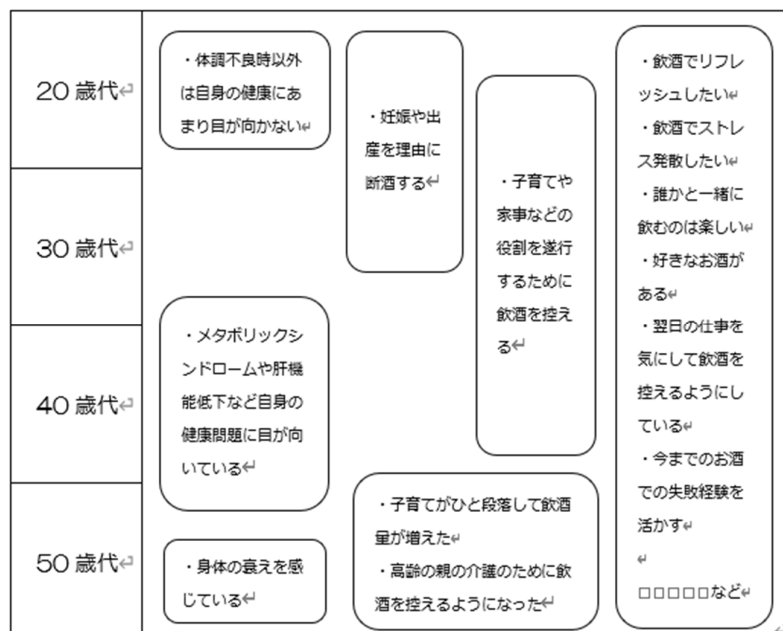 20歳代
・体調不良時以外
は自身の健康にあ
まり目が向かない
・妊娠や出
産を理由に
断酒する
・子育てや
家事などの
役割を遂行
するために
飲酒を控え
る
・飲酒でリフレ
ッシュしたい
・飲酒でストレ
ス発散したい
・誰かと一緒に
飲むのは楽しい
・好きなお酒が
ある
・翌日の仕事を
気にして飲酒を
控えるようにし
ている
・今までのお酒
での失敗経験を
活かす
□□□□□など
30歳代
40歳代
・メタボリックシ
ンドロームや肝機
能低下など自身の
健康問題に目が向
いている
50歳代
・身体の衰えを感
じている
・子育てがひと段落して飲酒
量が増えた
・高齢の親の介護のために飲
酒を控えるようになった